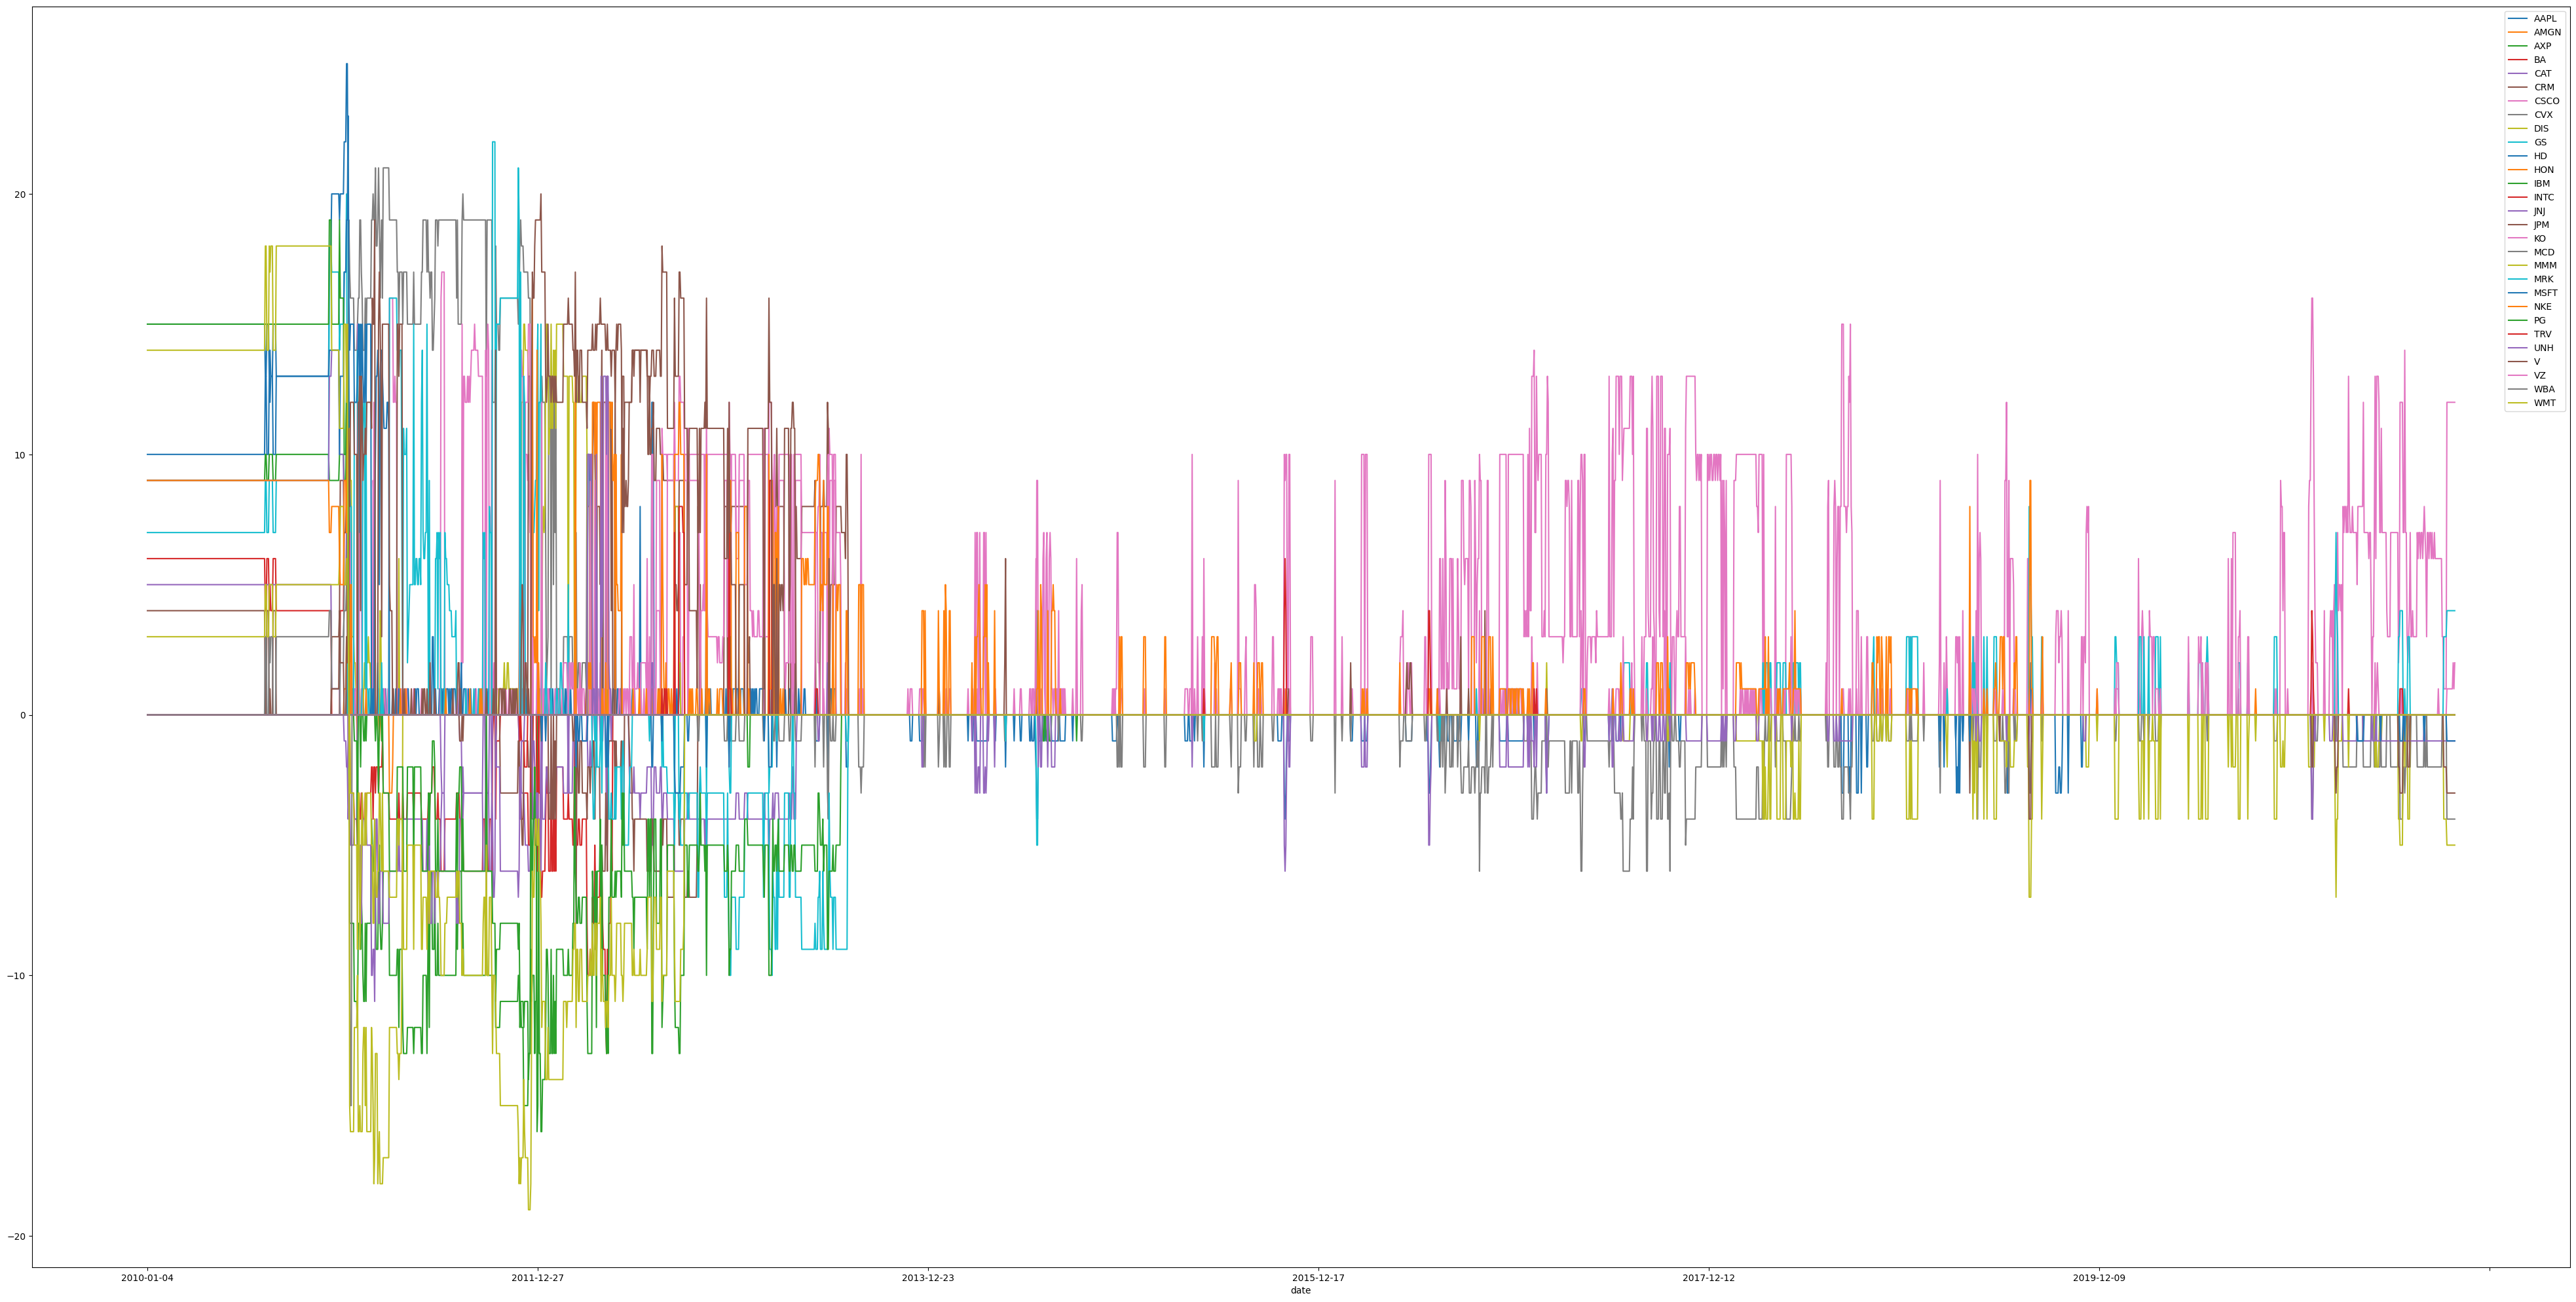 AAPL
AMGN
AXP
BA
CAT
CRM
CSCO
CVX
DIS
GS
HD
HON
IBM
INTC
JNJ
JPM
KO
MCD
MMM
MRK
MSFT
NKE
PG
TRV
UNH
V
VZ
WBA
WMT
20
10
0
−10
−20
2010-01-04 2011-12-27 2013-12-23 2015-12-17 2017-12-12 2019-12-09
date